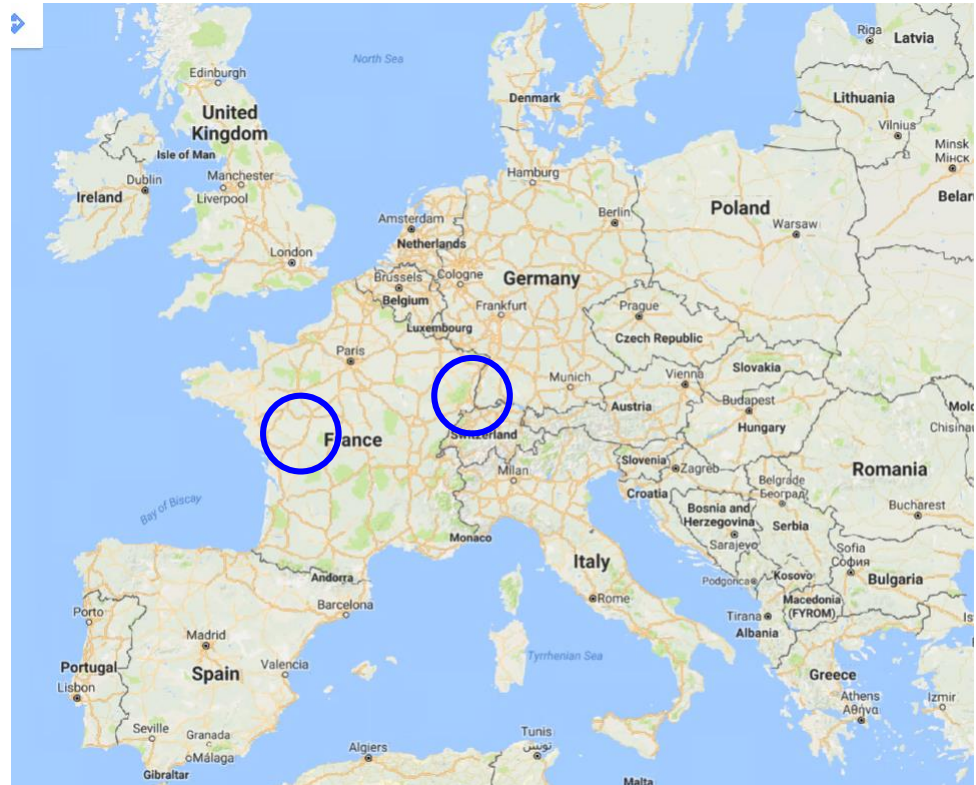 Riga
Latvia
North Sea
Edinburgh
Denmark
Lithuania
United
Kingdom
Vilnius
Isle of Man
Minsk
Мінск
Hamburg
Manchester
Dublin
Ireland
Liverpool
Belar
Poland
Berlin
Amsterdam
Warsaw
Netherlands
London
Brussels
Cologne
Germany
Belgium
Frankfurt
Prague
Luxembourg
Czech Republic
Paris
Slovakia
Munich
Vienna
Budapest
Austria
Mold
Chisinau
Hungary
France
Switzerland
Slovenia
Zagreb
Milan
Romania
Belgrade
Београд
Croatia
Bay of Biscay
Bosnia and
Herzegovina
Bucharest
Serbia
Monaco
Sarajevo
Sofia
София
Italy
Andorra
Podgorica
Kosovo
Bulgaria
Barcelona
Rome
Macedonia
(FYROM)
Porto
Tirana
Albania
Is
Madrid
Tyrrhenian Sea
Portugal
Spain
Valencia
Greece
Lisbon
Athens
Αθήνα
Izmir
Seville
Granada
Málaga
Tunis
تونس
Algiers
Gibraltar
Malta